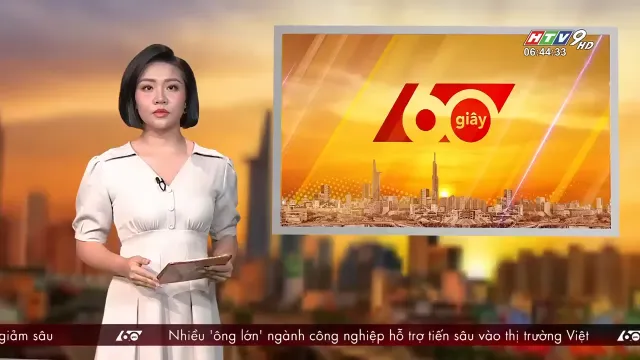 HTV9 HD
06:44:33
60 giây
giảm sâu
60
Nhiều 'ông lớn' ngành công nghiệp hỗ trợ tiến sâu vào thị trường Việt